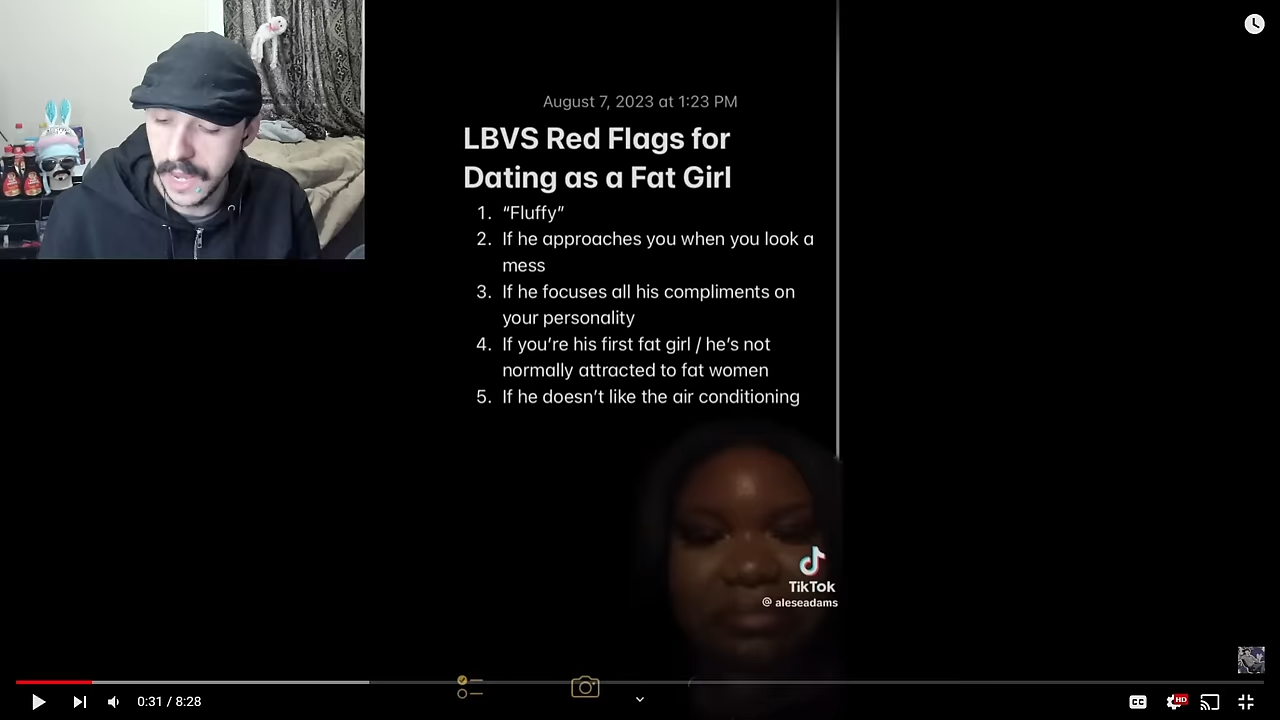 August 7, 2023 at 1:23 PM
LBVS Red Flags for
Dating as a Fat Girl
1. “Fluffy”
2. If he approaches you when you look a
mess
3. If he focuses all his compliments on
your personality
4. If you’re his first fat girl / he’s not
normally attracted to fat women
5. If he doesn’t like the air conditioning
TikTok
@ aleseadams
0:31 / 8:28
CC
HD